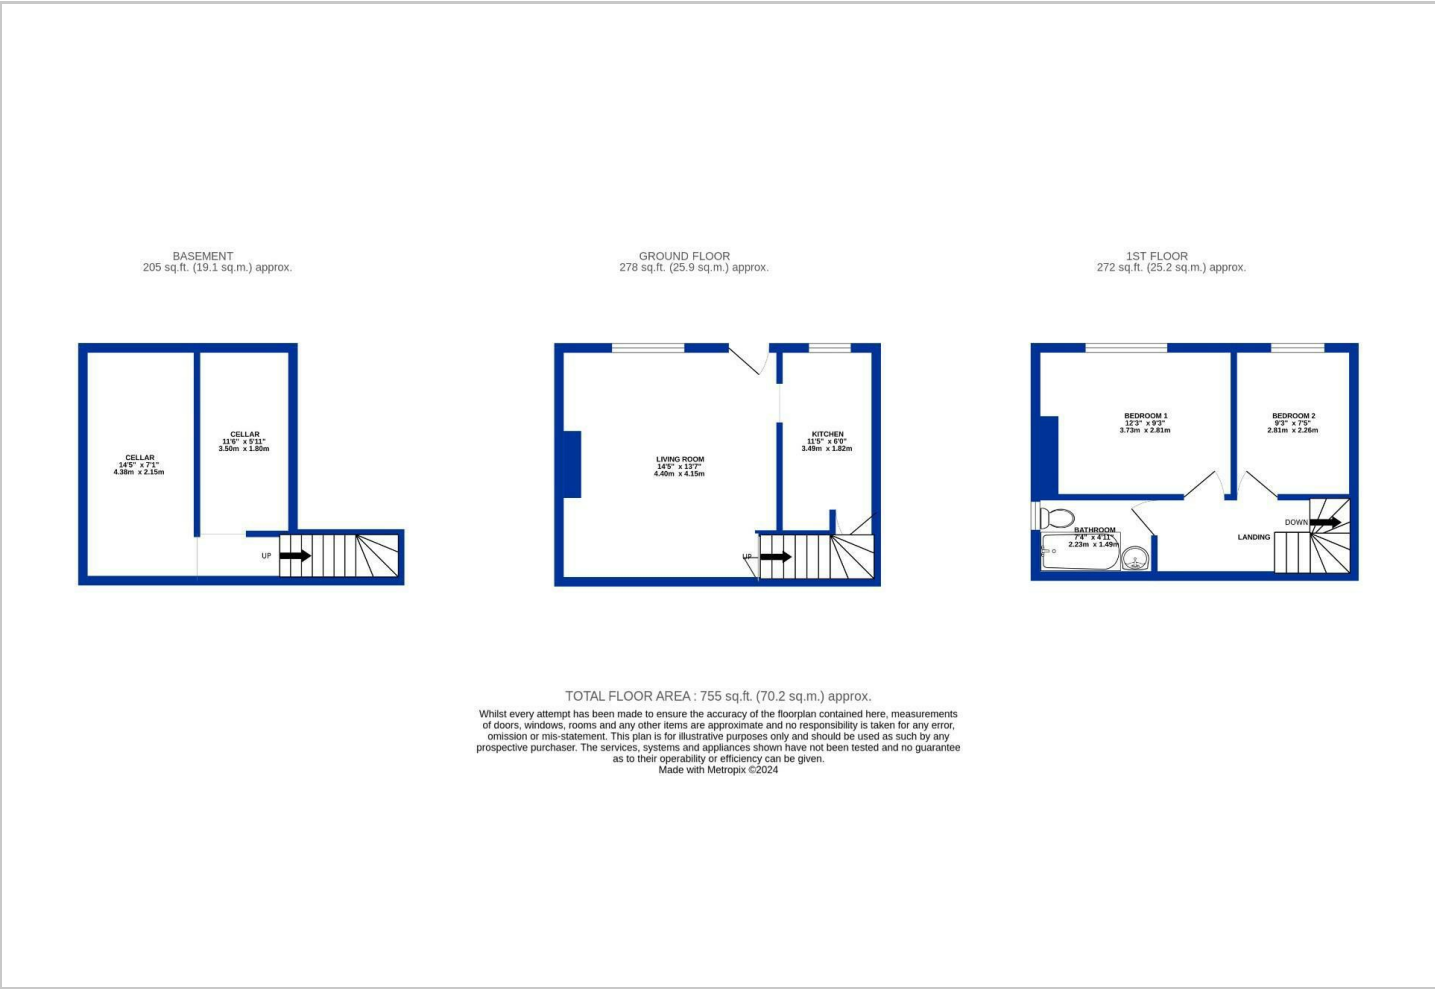 BASEMENT
205 sq.ft. (19.1 sq.m.) approx.
GROUND FLOOR
278 sq.ft. (25.9 sq.m.) approx.
1ST FLOOR
272 sq.ft. (25.2 sq.m.) approx.
CELLAR
14'5" x 7'1"
4.38m x 2.15m
CELLAR
11'6" x 5'11"
3.50m x 1.80m
UP
LIVING ROOM
14'5" x 13'7"
4.40m x 4.15m
KITCHEN
11'5" x 6'0"
3.49m x 1.82m
UP
BEDROOM 1
12'3" x 9'3"
3.73m x 2.81m
BEDROOM 2
9'3" x 7'5"
2.81m x 2.26m
BATHROOM
7'4" x 4'11"
2.23m x 1.49m
LANDING
DOWN
TOTAL FLOOR AREA : 755 sq.ft. (70.2 sq.m.) approx.
Whilst every attempt has been made to ensure the accuracy of the floorplan contained here, measurements
of doors, windows, rooms and any other items are approximate and no responsibility is taken for any error,
omission or mis-statement. This plan is for illustrative purposes only and should be used as such by any
prospective purchaser. The services, systems and appliances shown have not been tested and no guarantee
as to their operability or efficiency can be given.
Made with Metropix ©2024